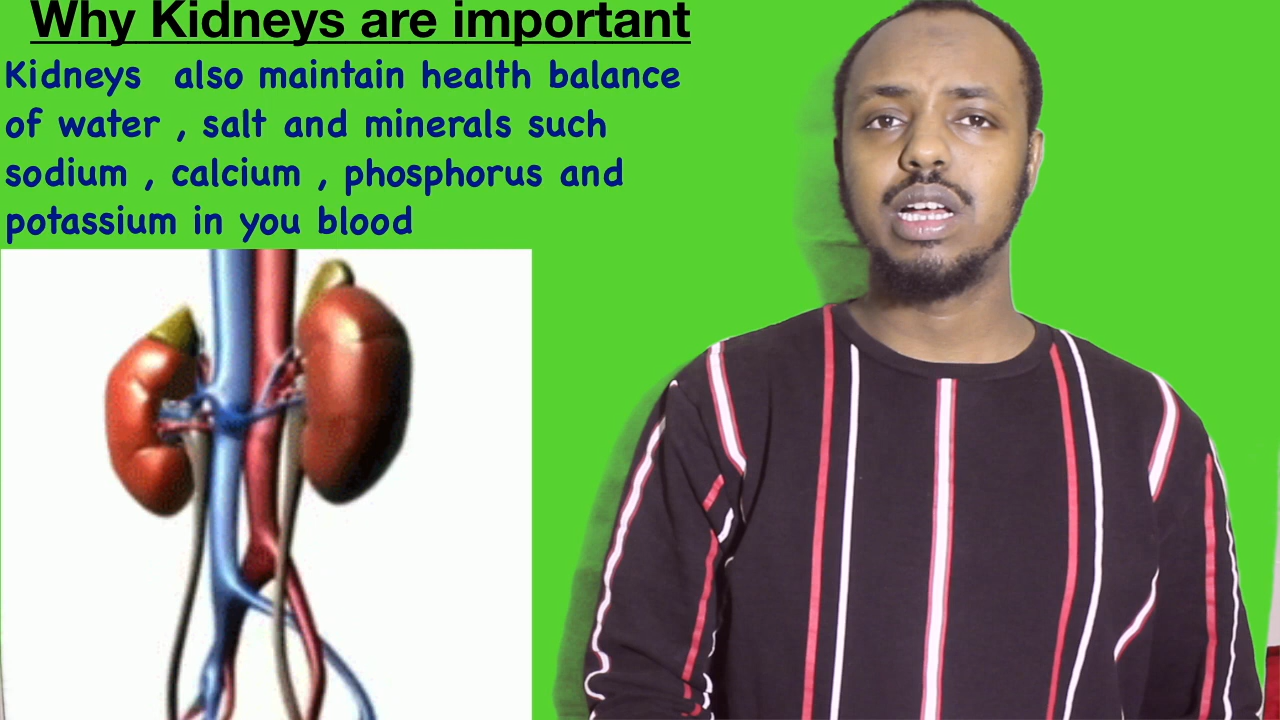 Why Kidneys are important
Kidneys also maintain health balance
of water , salt and minerals such
sodium , calcium , phosphorus and
potassium in you blood